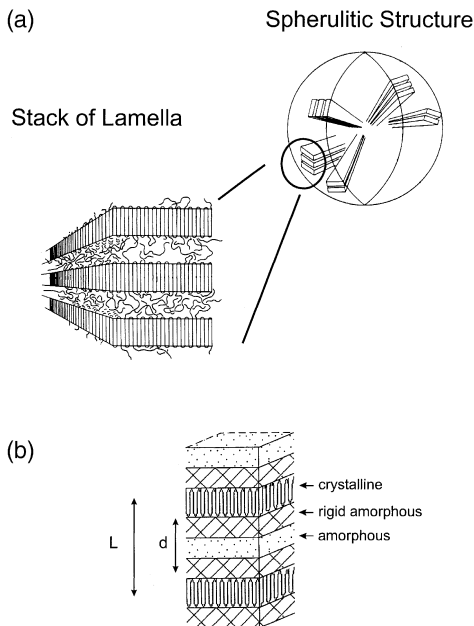 (a)
Spherulitic Structure
Stack of Lamella
(b)
crystalline
rigid amorphous
amorphous
L
d